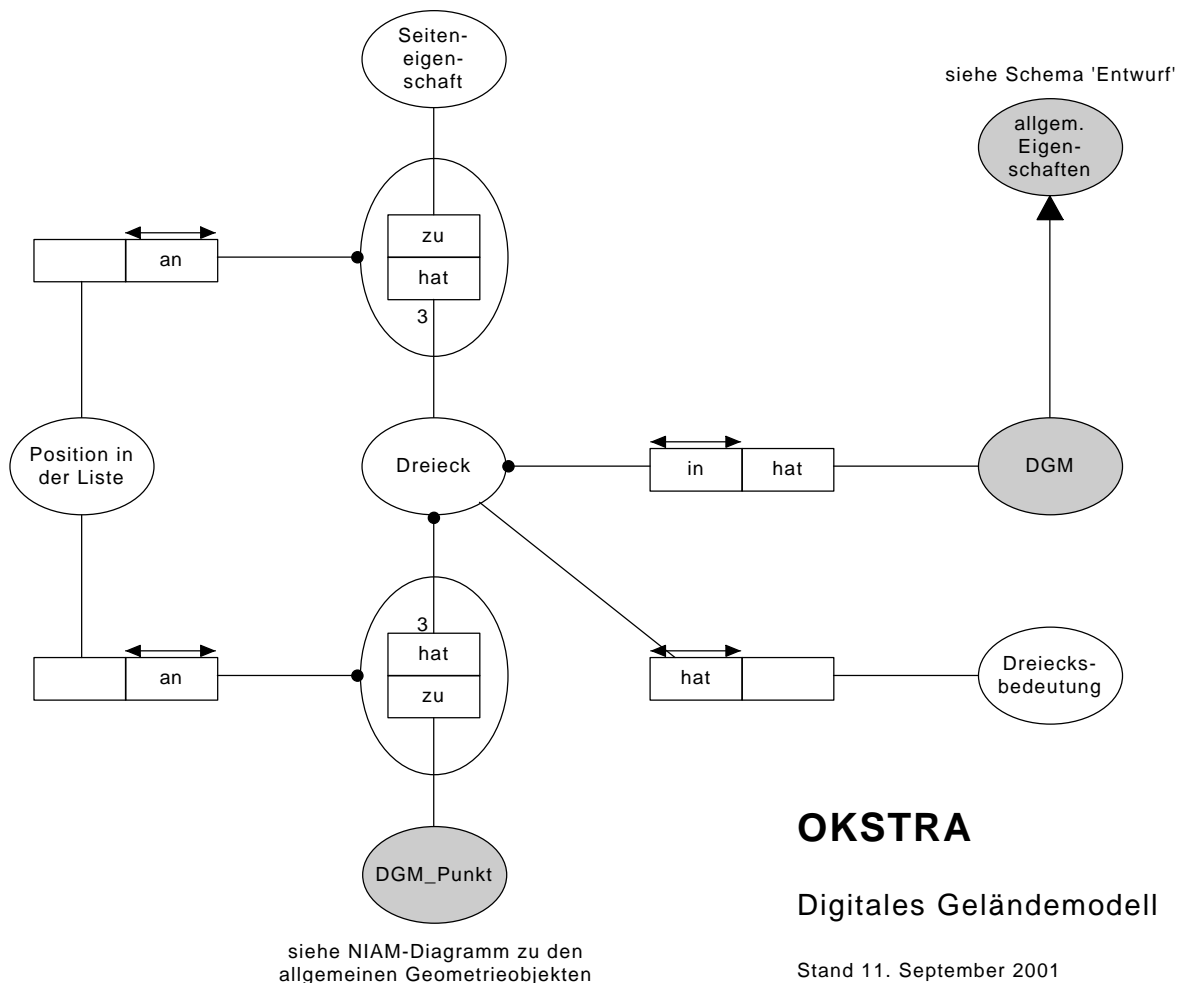 Seiten-
eigen-
schaft
siehe Schema 'Entwurf'
allgem.
Eigen-
schaften
zu
an
hat
3
Position in
der Liste
Dreieck
in
hat
DGM
3
hat
an
zu
hat
Dreiecks-
bedeutung
DGM_Punkt
siehe NIAM-Diagramm zu den
allgemeinen Geometrieobjekten
OKSTRA
Digitales Geländemodell
Stand 11. September 2001